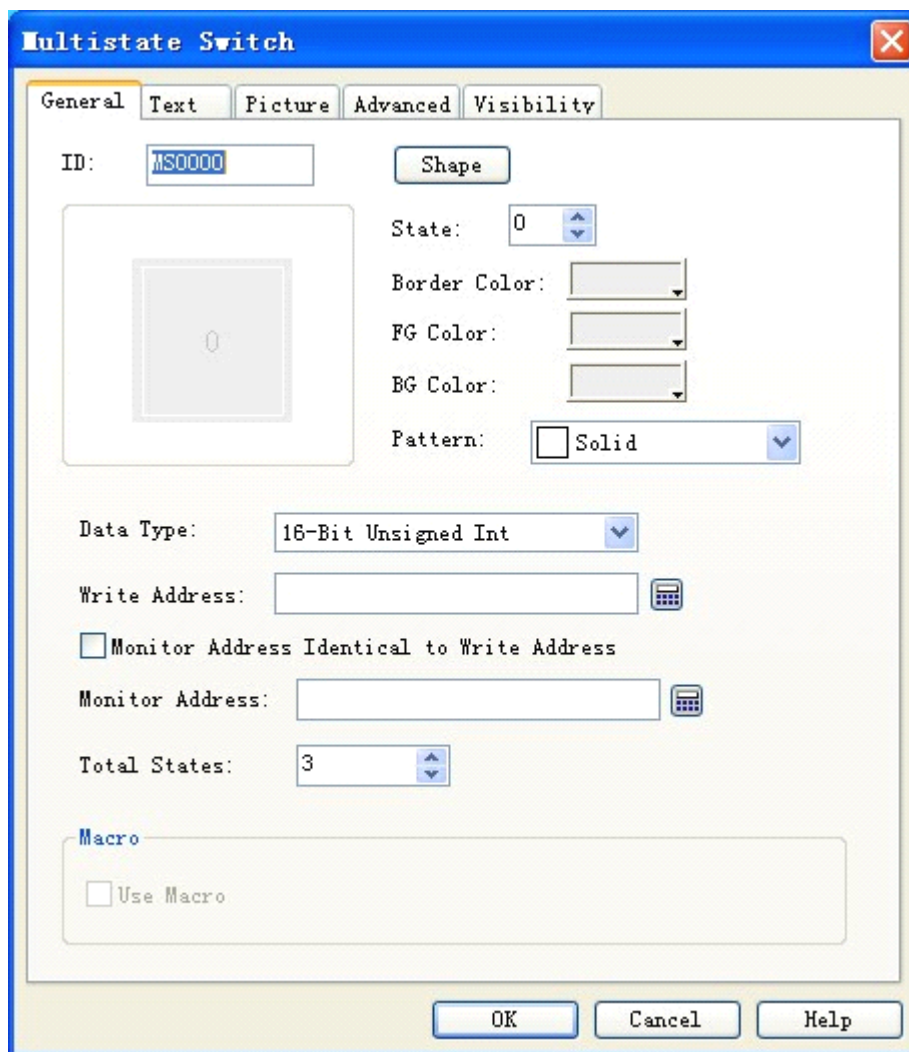 Multistate Switch
General Text Picture Advanced Visibility
ID: MS0000 Shape
State: 0
Border Color:
0
FG Color:
BG Color:
Pattern: Solid
Data Type: 16-Bit Unsigned Int
Write Address:
Monitor Address Identical to Write Address
Monitor Address:
Total States: 3
Macro
Use Macro
OK Cancel Help